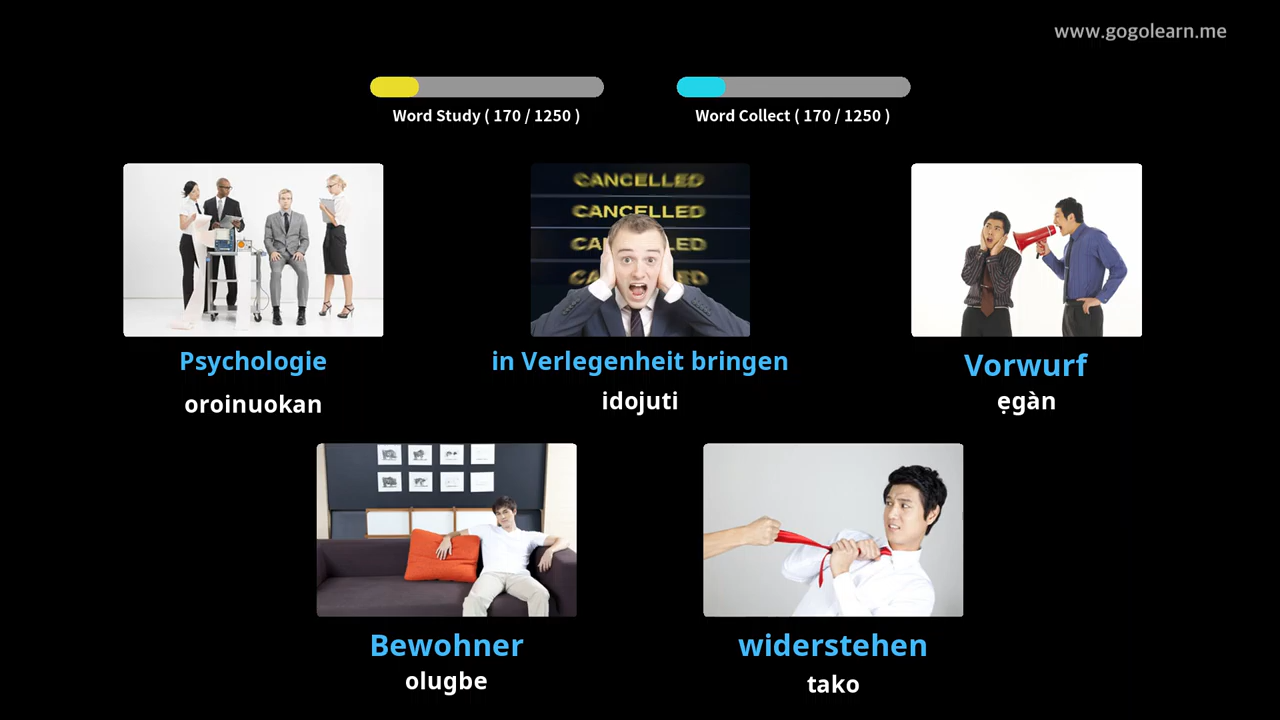 www.gogolearn.me
Word Study ( 170 / 1250 )
Word Collect ( 170 / 1250 )
CANCELLED
CANCELLED
Psychologie
in Verlegenheit bringen
Vorwurf
oroinuokan
idojuti
ẹgàn
Bewohner
widerstehen
olugbe
tako